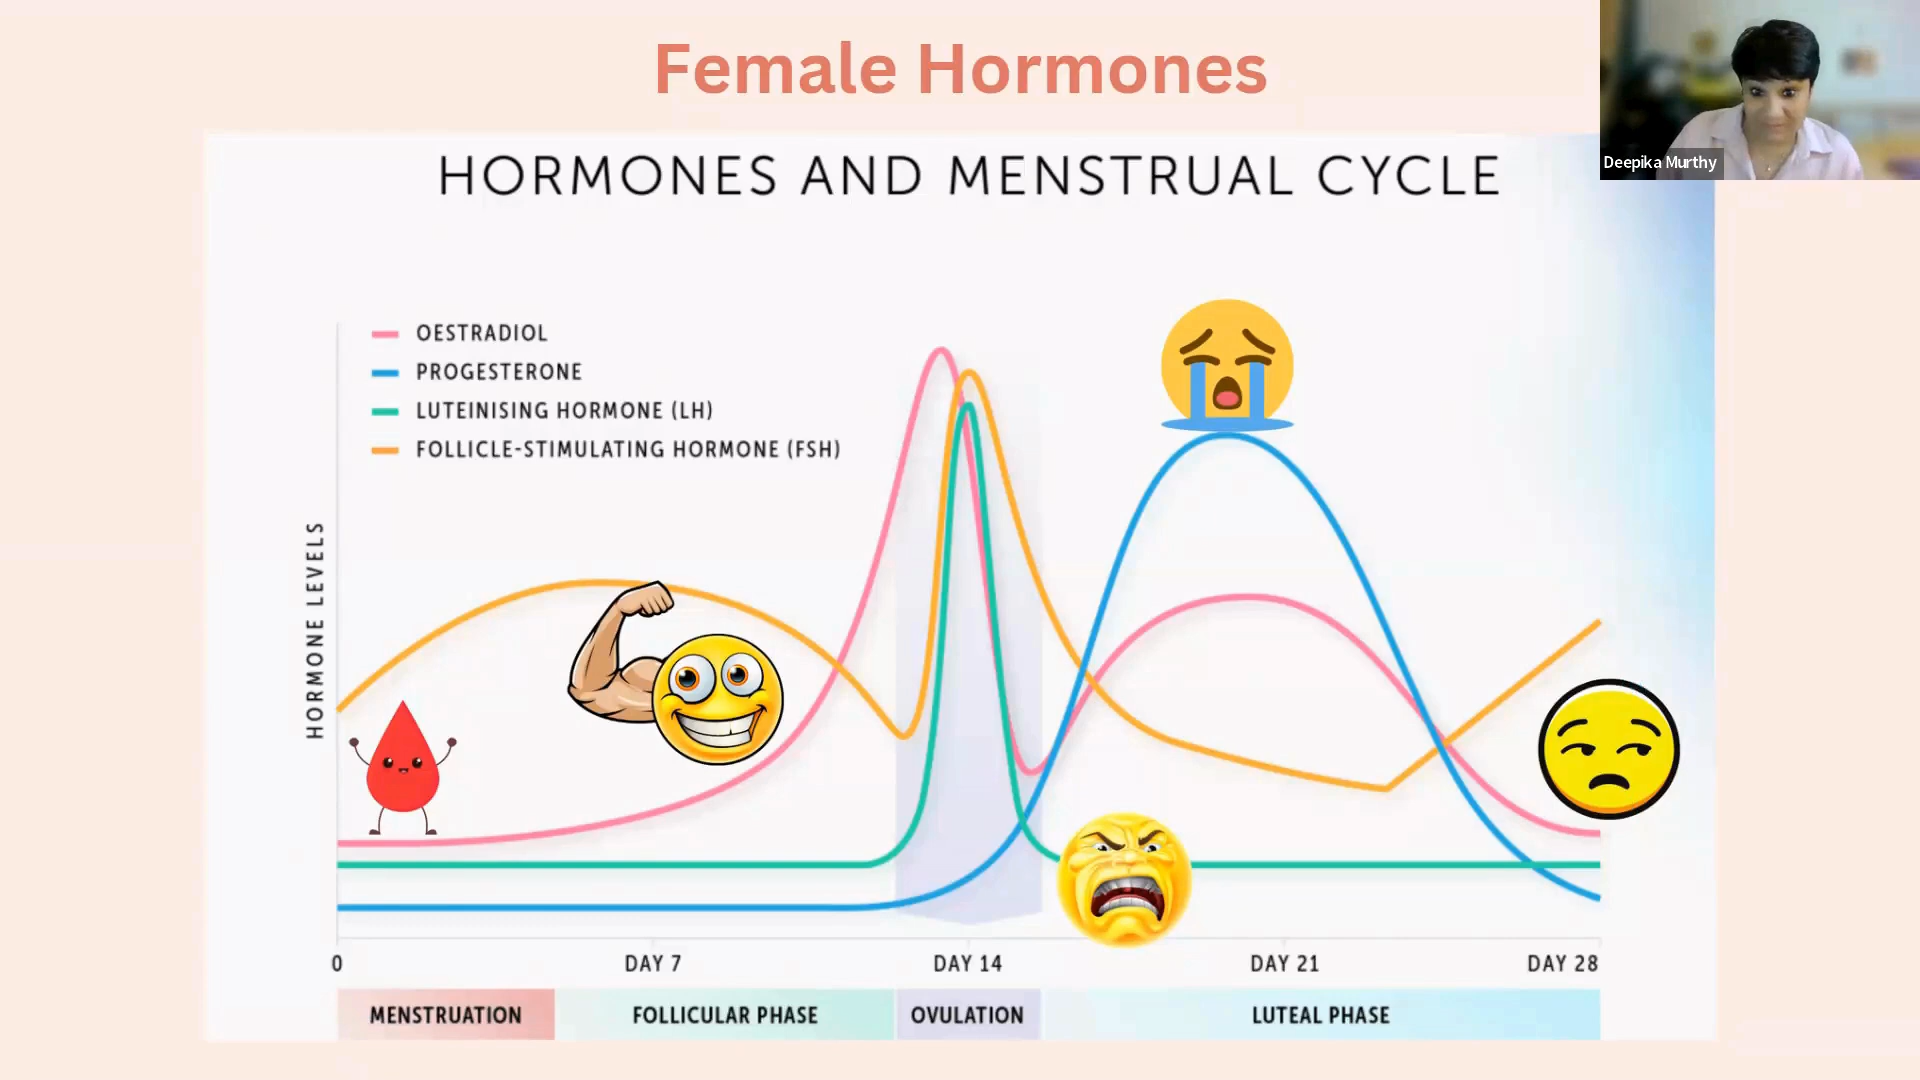 Female Hormones
Deepika Murthy
HORMONES AND MENSTRUAL CYCLE
OESTRADIOL
PROGESTERONE
LUTEINISING HORMONE (LH)
FOLLICLE-STIMULATING HORMONE (FSH)
HORMONE LEVELS
0 DAY 7 DAY 14 DAY 21 DAY 28
MENSTRUATION FOLLICULAR PHASE OVULATION LUTEAL PHASE